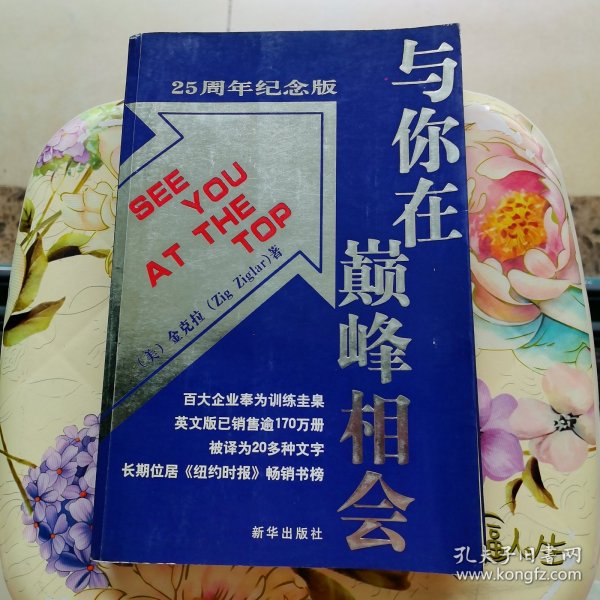 25周年纪念版
与你在
巅峰相会
SEE
YOU
AT THE
TOP
(美) 金克拉 (Zig Ziglar)著
百大企业奉为训练圭臬
英文版已销售逾170万册
被译为20多种文字
长期位居《纽约时报》畅销书榜
新华出版社
人生
孔夫子旧书网
www.kongfz.com